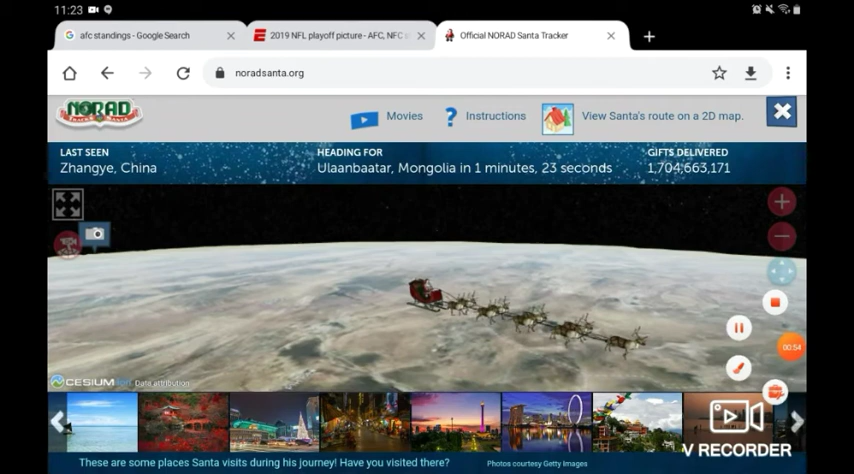 11:23
afc standings - Google Search
2019 NFL playoff picture - AFC, NFC
Official NORAD Santa Tracker
noradsanta.org
NORAD
TRACKS SANTA
Movies
Instructions
View Santa's route on a 2D map.
LAST SEEN
Zhangye, China
HEADING FOR
Ulaanbaatar, Mongolia in 1 minutes, 23 seconds
GIFTS DELIVERED
1,704,663,171
00:54
CESIUM ion Data attribution
V RECORDER
These are some places Santa visits during his journey! Have you visited there?
Photos courtesy Getty Images